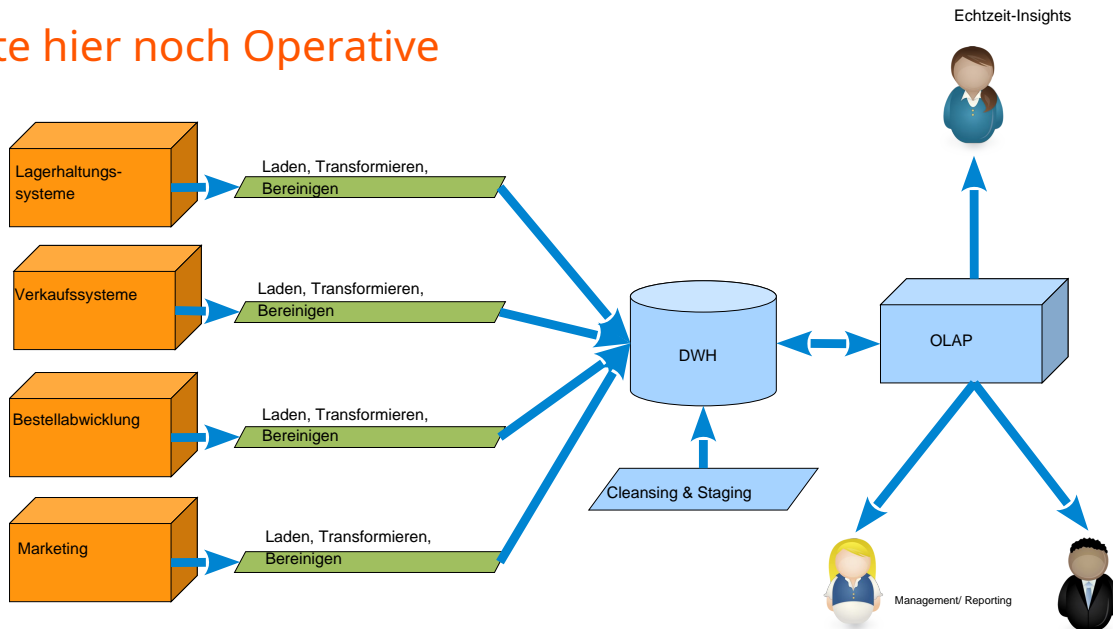 Echtzeit-Insights
te hier noch Operative
Lagerhaltungs-
systeme
Laden, Transformieren,
Bereinigen
Verkaufssysteme
Laden, Transformieren,
Bereinigen
DWH
OLAP
Bestellabwicklung
Laden, Transformieren,
Bereinigen
Cleansing & Staging
Marketing
Laden, Transformieren,
Bereinigen
Management/ Reporting